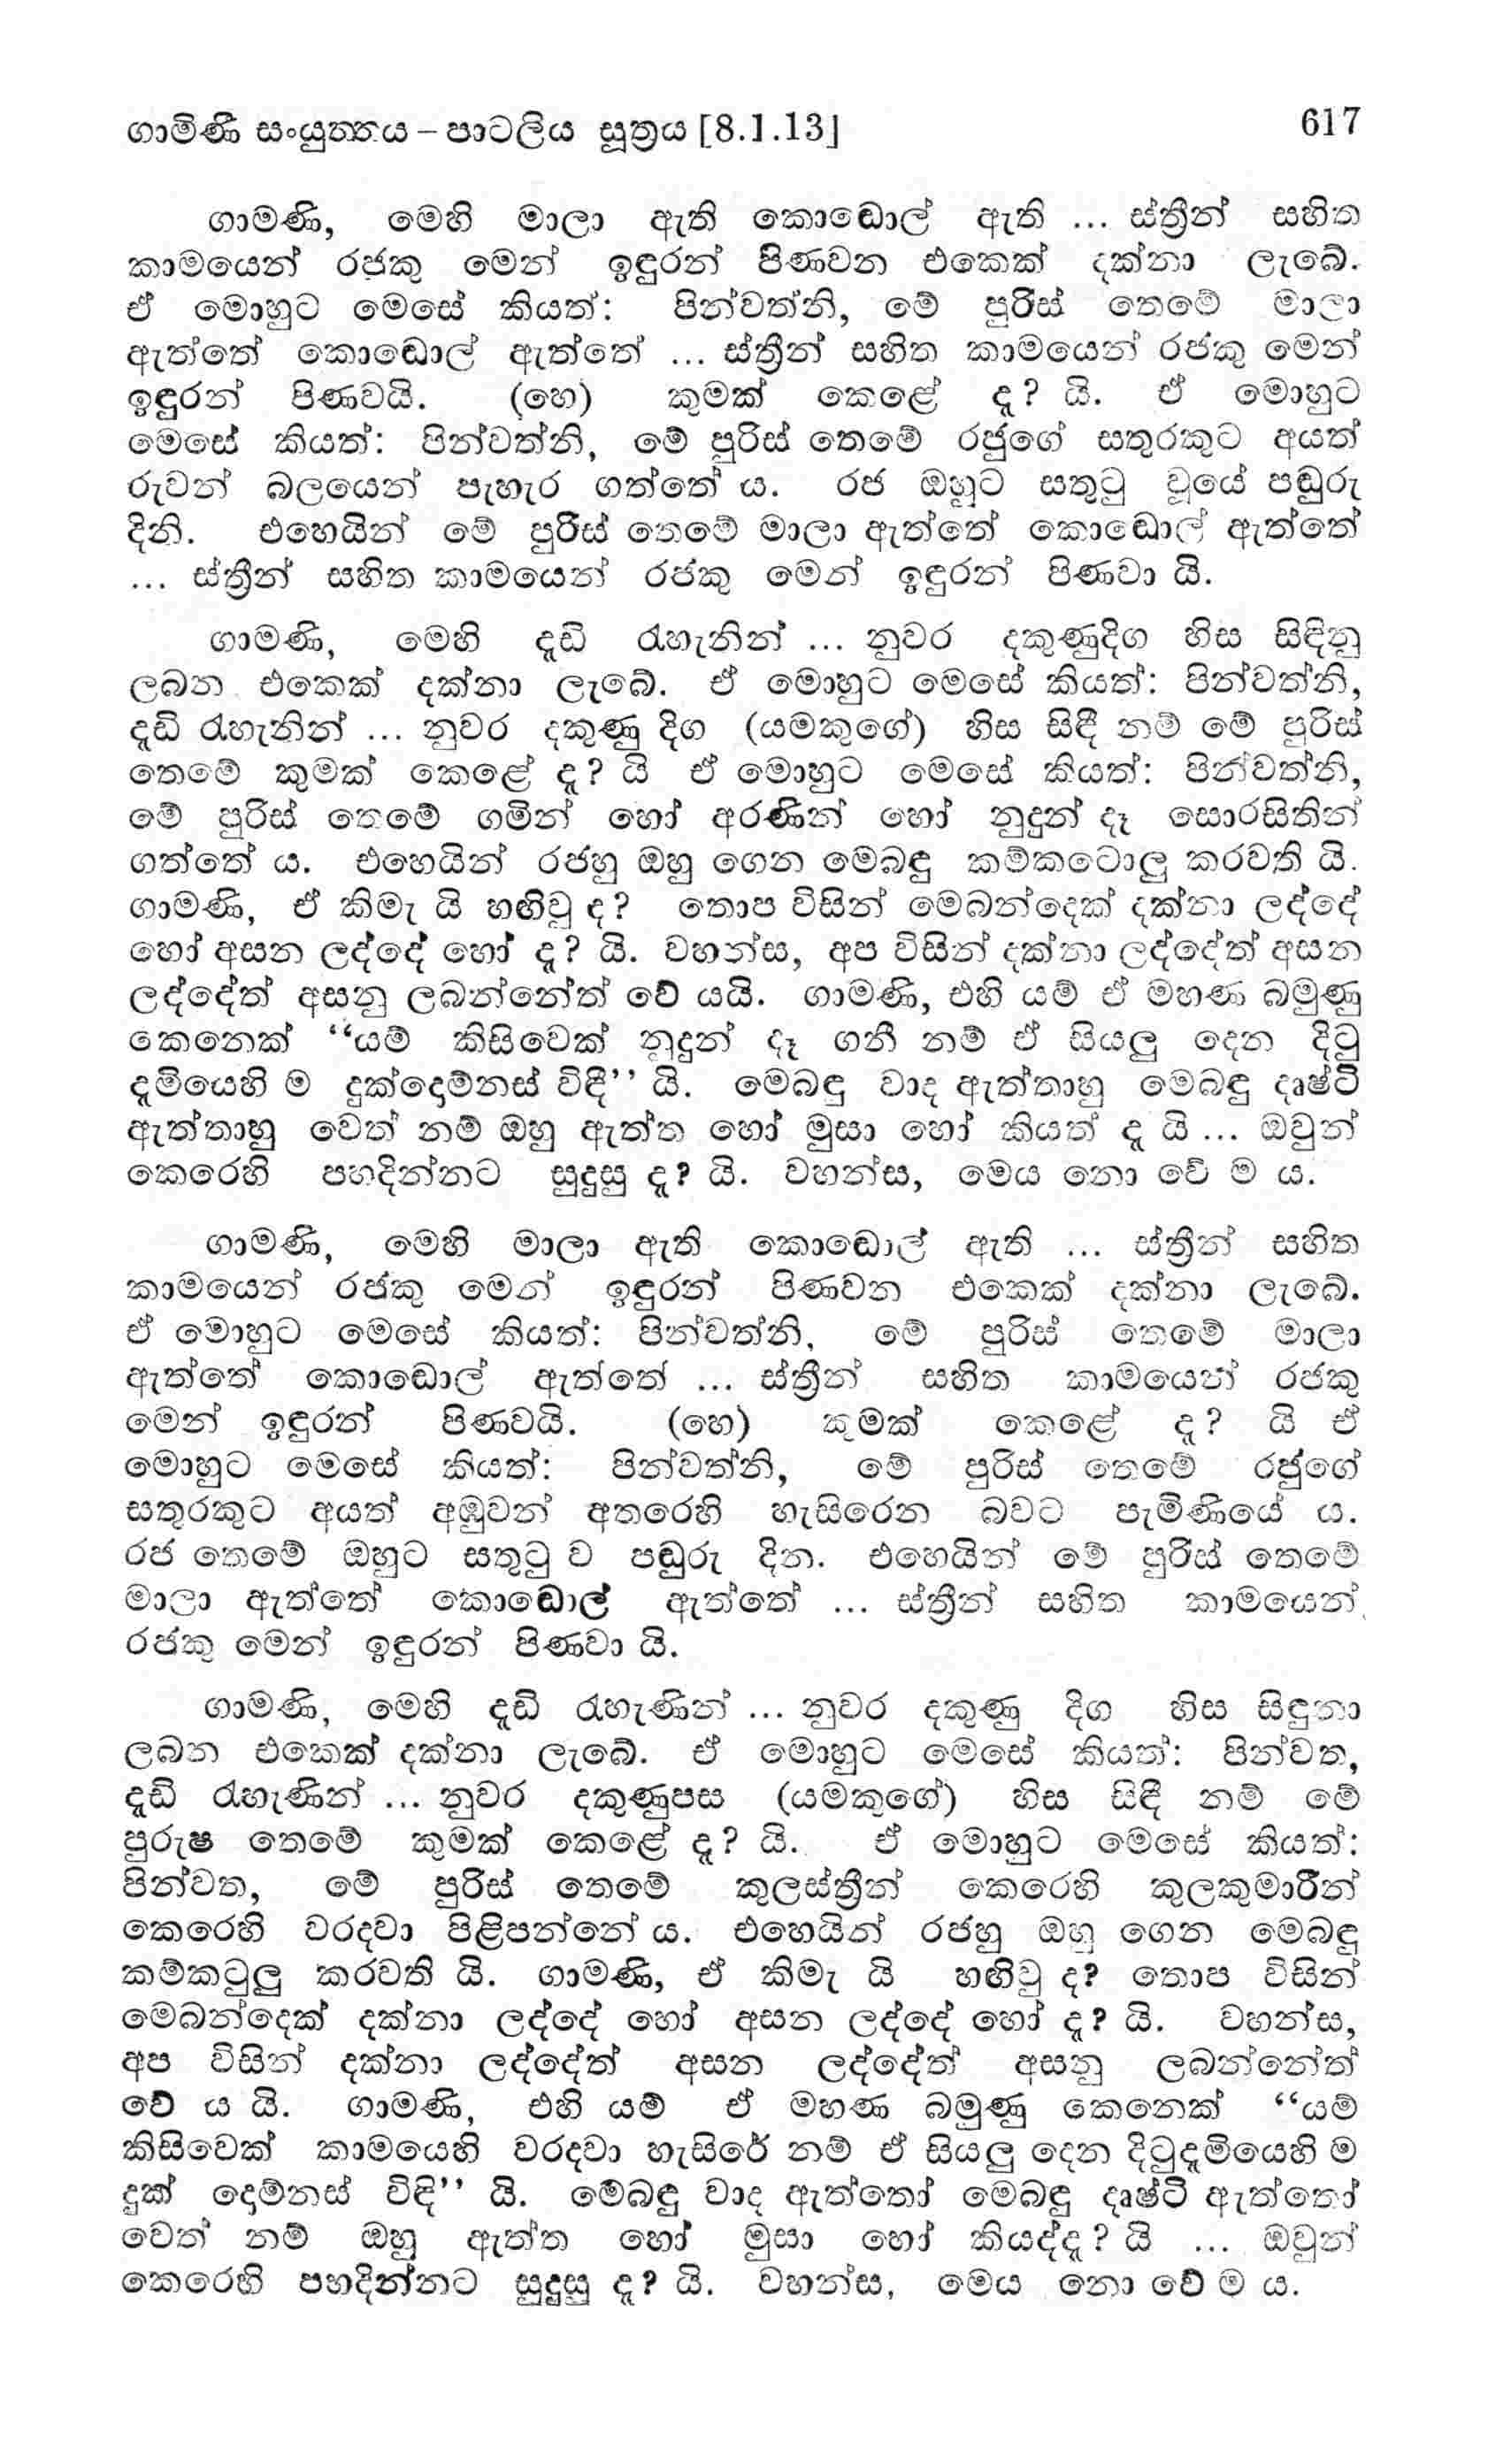 ගාමිණී සංයුත්තය – පාටලිය සූත්‍රය [8.1.13] 617
ගාමණි, මෙහි මාලා ඇති කොඬොල් ඇති ... ස්ත්‍රීන් සහිත
කාමයෙන් රජකු මෙන් ඉඳුරන් පිණවන එකෙක් දක්නා ලැබේ.
ඒ මොහුට මෙසේ කියත්: පින්වත්නි, මේ පුරිස් තෙමේ මාලා
ඇත්තේ කොඬොල් ඇත්තේ ... ස්ත්‍රීන් සහිත කාමයෙන් රජකු මෙන්
ඉඳුරන් පිණවයි. (හෙ) කුමක් කෙළේ දැ? යි. ඒ මොහුට
මෙසේ කියත්: පින්වත්නි, මේ පුරිස් තෙමේ රජුගේ සතුරකුට අයත්
රුවන් බලයෙන් පැහැර ගත්තේ ය. රජ ඔහුට සතුටු වූයේ පඬුරු
දිනි. එහෙයින් මේ පුරිස් තෙමේ මාලා ඇත්තේ කොඬොල් ඇත්තේ
... ස්ත්‍රීන් සහිත කාමයෙන් රජකු මෙන් ඉඳුරන් පිණවා යි.
ගාමණි, මෙහි දැඩි රැහැනින් ... නුවර දකුණුදිග හිස සිඳිනු
ලබන එකෙක් දක්නා ලැබේ. ඒ මොහුට මෙසේ කියත්: පින්වත්නි,
දැඩි රැහැනින් ... නුවර දකුණු දිග (යමකුගේ) හිස සිඳී නම් මේ පුරිස්
තෙමේ කුමක් කෙළේ දැ? යි ඒ මොහුට මෙසේ කියත්: පින්වත්නි,
මේ පුරිස් තෙමේ ගමින් හෝ අරණින් හෝ නුදුන් දෑ සොරසිතින්
ගත්තේ ය. එහෙයින් රජහු ඔහු ගෙන මෙබඳු කම්කටොලු කරවති යි.
ගාමණි, ඒ කිමැ යි හඟිවු ද? තොප විසින් මෙබන්දෙක් දක්නා ලද්දේ
හෝ අසන ලද්දේ හෝ දැ? යි. වහන්ස, අප විසින් දක්නා ලද්දේත් අසන
ලද්දේත් අසනු ලබන්නේත් වේ යයි. ගාමණි, එහි යම් ඒ මහණ බමුණු
කෙනෙක් “යම් කිසිවෙක් නුදුන් දෑ ගනී නම් ඒ සියලු දෙන දිටු
දැමියෙහි ම දුක්දොම්නස් විඳී” යි. මෙබඳු වාද ඇත්තාහු මෙබඳු දෘෂ්ටි
ඇත්තාහු වෙත් නම් ඔහු ඇත්ත හෝ මුසා හෝ කියත් දැ යි ... ඔවුන්
කෙරෙහි පහදින්නට සුදුසු දැ? යි. වහන්ස, මෙය නො වේ ම ය.
ගාමණි, මෙහි මාලා ඇති කොඬොල් ඇති ... ස්ත්‍රීන් සහිත
කාමයෙන් රජකු මෙන් ඉඳුරන් පිණවන එකෙක් දක්නා ලැබේ.
ඒ මොහුට මෙසේ කියත්: පින්වත්නි, මේ පුරිස් තෙමේ මාලා
ඇත්තේ කොඬොල් ඇත්තේ ... ස්ත්‍රීන් සහිත කාමයෙන් රජකු
මෙන් ඉඳුරන් පිණවයි. (හෙ) කුමක් කෙළේ දැ? යි ඒ
මොහුට මෙසේ කියත්: පින්වත්නි, මේ පුරිස් තෙමේ රජුගේ
සතුරකුට අයත් අඹුවන් අතරෙහි හැසිරෙන බවට පැමිණියේ ය.
රජ තෙමේ ඔහුට සතුටු ව පඬුරු දින. එහෙයින් මේ පුරිස් තෙමේ
මාලා ඇත්තේ කොඬොල් ඇත්තේ ... ස්ත්‍රීන් සහිත කාමයෙන්
රජකු මෙන් ඉඳුරන් පිණවා යි.
ගාමණි, මෙහි දැඩි රැහැණින් ... නුවර දකුණු දිග හිස සිඳුනා
ලබන එකෙක් දක්නා ලැබේ. ඒ මොහුට මෙසේ කියත්: පින්වත,
දැඩි රැහැණින් ... නුවර දකුණුපස (යමකුගේ) හිස සිඳී නම් මේ
පුරුෂ තෙමේ කුමක් කෙළේ දැ? යි. ඒ මොහුට මෙසේ කියත්:
පින්වත, මේ පුරිස් තෙමේ කුලස්ත්‍රීන් කෙරෙහි කුලකුමාරීන්
කෙරෙහි වරදවා පිළිපන්නේ ය. එහෙයින් රජහු ඔහු ගෙන මෙබඳු
කම්කටුලු කරවති යි. ගාමණි, ඒ කිමැ යි හඟිවු ද? තොප විසින්
මෙබන්දෙක් දක්නා ලද්දේ හෝ අසන ලද්දේ හෝ දැ? යි. වහන්ස,
අප විසින් දක්නා ලද්දේත් අසන ලද්දේත් අසනු ලබන්නේත්
වේ ය යි. ගාමණි, එහි යම් ඒ මහණ බමුණු කෙනෙක් “යම්
කිසිවෙක් කාමයෙහි වරදවා හැසිරේ නම් ඒ සියලු දෙන දිටුදැමියෙහි ම
දුක් දොම්නස් විඳි” යි. මෙබඳු වාද ඇත්තෝ මෙබඳු දෘෂ්ටි ඇත්තෝ
වෙත් නම් ඔහු ඇත්ත හෝ මුසා හෝ කියද්දැ? යි ... ඔවුන්
කෙරෙහි පහදින්නට සුදුසු දැ? යි. වහන්ස, මෙය නො වේ ම ය.